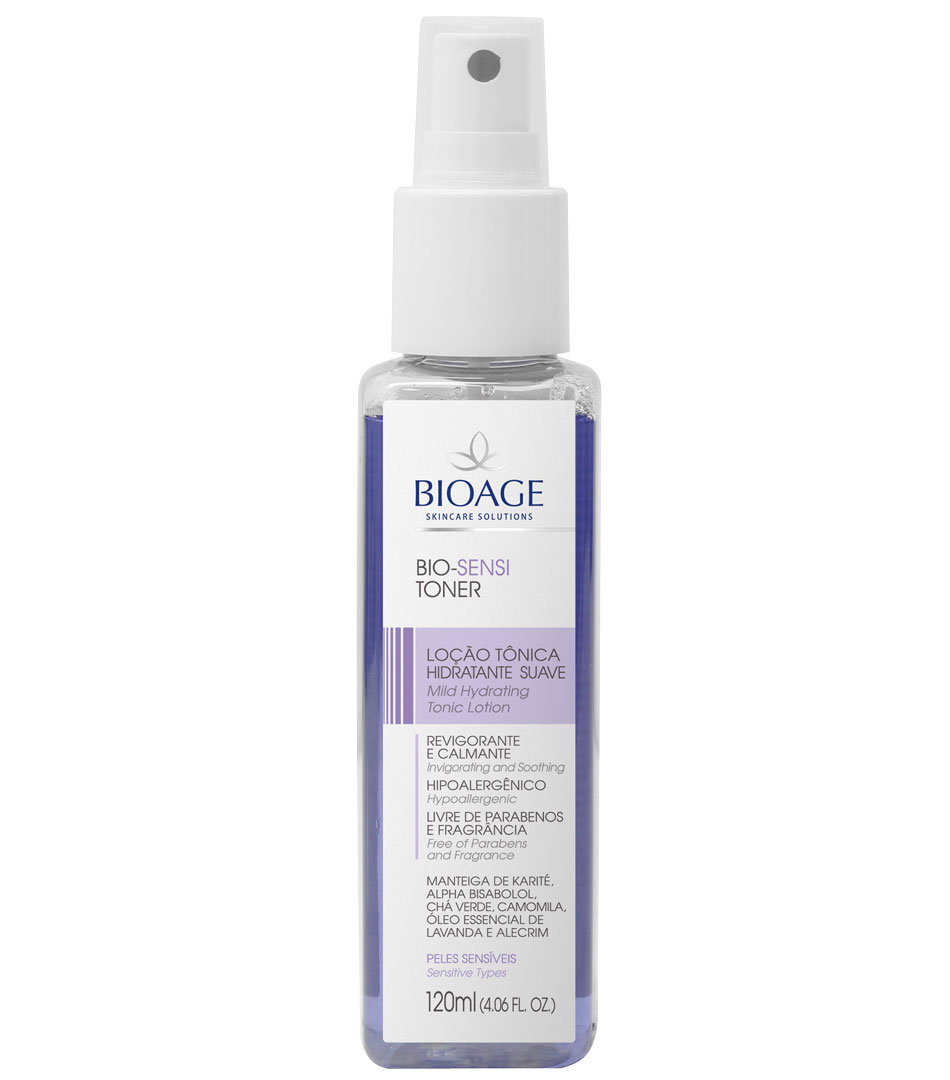 BIOAGE
SKINCARE SOLUTIONS
BIO-SENSI
TONER
LOÇÃO TÔNICA
HIDRATANTE SUAVE
Mild Hydrating
Tonic Lotion
REVIGORANTE
E CALMANTE
Invigorating and Soothing
HIPOALERGÊNICO
Hypoallergenic
LIVRE DE PARABENOS
E FRAGRÂNCIA
Free of Parabens
and Fragrance
MANTEIGA DE KARITÉ,
ALPHA BISABOLOL,
CHÁ VERDE, CAMOMILA,
ÓLEO ESSENCIAL DE
LAVANDA E ALECRIM
PELES SENSÍVEIS
Sensitive Types
120ml (4.06 FL. OZ.)